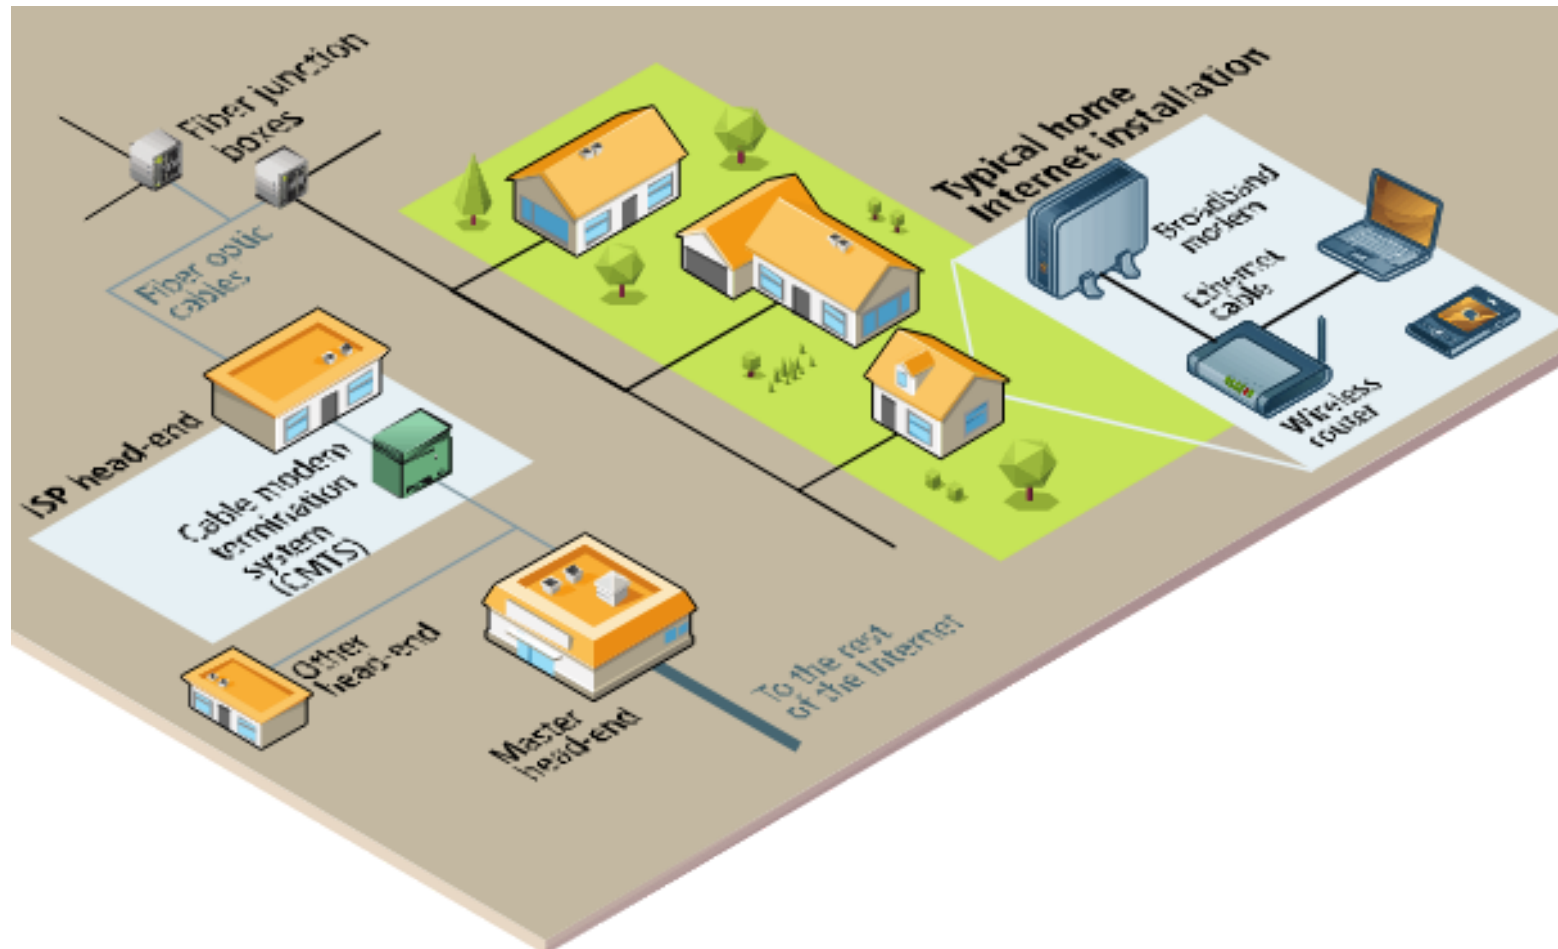 Fiber junction
boxes
Fiber optic
cables
Typical home
Internet installation
Broadband
modem
Ethernet
cable
Wireless
router
ISP head-end
Cable modem
termination
system
(CMTS)
Other
head-end
Master
head-end
To the rest
of the Internet